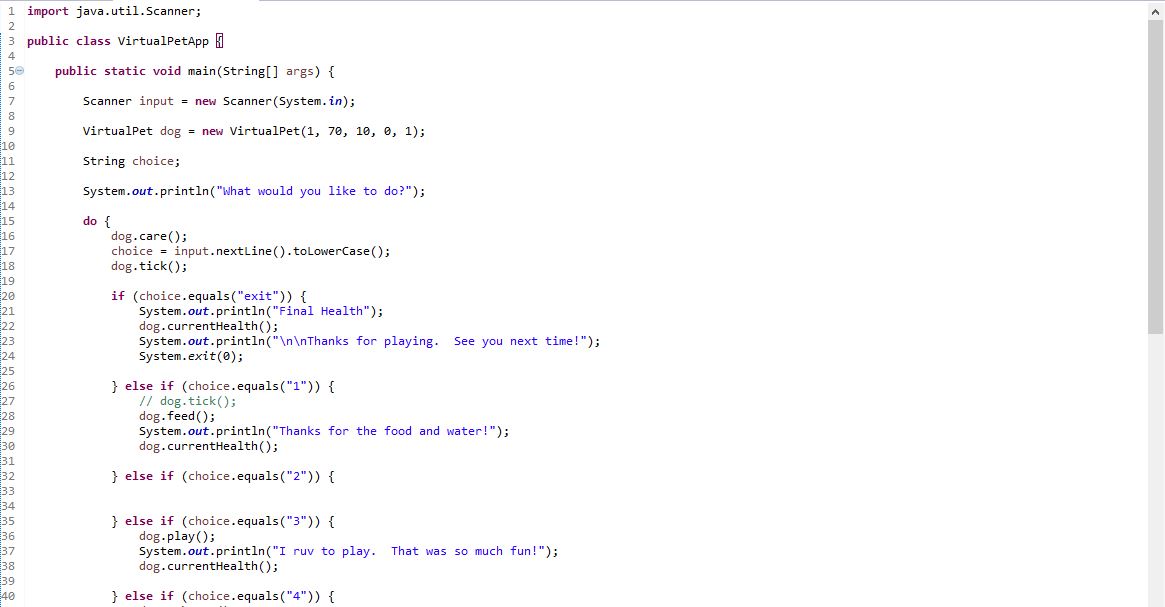 1 import java.util.Scanner;
2
3 public class VirtualPetApp {
4
5 public static void main(String[] args) {
6
7 Scanner input = new Scanner(System.in);
8
9 VirtualPet dog = new VirtualPet(1, 70, 10, 0, 1);
10
11 String choice;
12
13 System.out.println("What would you like to do?");
14
15 do {
16 dog.care();
17 choice = input.nextLine().toLowerCase();
18 dog.tick();
19
20 if (choice.equals("exit")) {
21 System.out.println("Final Health");
22 dog.currentHealth();
23 System.out.println("\n\nThanks for playing.  See you next time!");
24 System.exit(0);
25
26 } else if (choice.equals("1")) {
27 // dog.tick();
28 dog.feed();
29 System.out.println("Thanks for the food and water!");
30 dog.currentHealth();
31
32 } else if (choice.equals("2")) {
33
34
35 } else if (choice.equals("3")) {
36 dog.play();
37 System.out.println("I ruv to play.  That was so much fun!");
38 dog.currentHealth();
39
40 } else if (choice.equals("4")) {